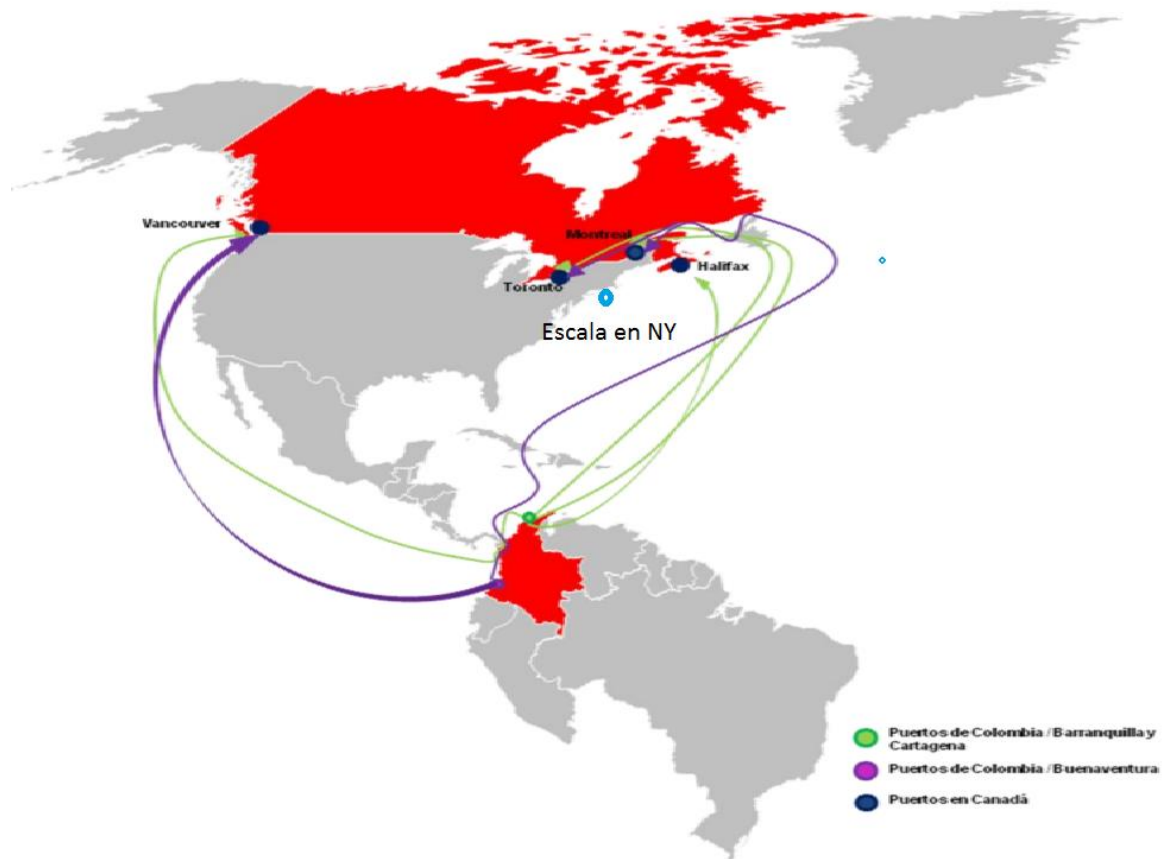 Vancouver
Montreal
Halifax
Toronto
Escala en NY
Puertos de Colombia /Barranquilla y
Cartagena
Puertos de Colombia /Buenaventura
Puertos en Canadá